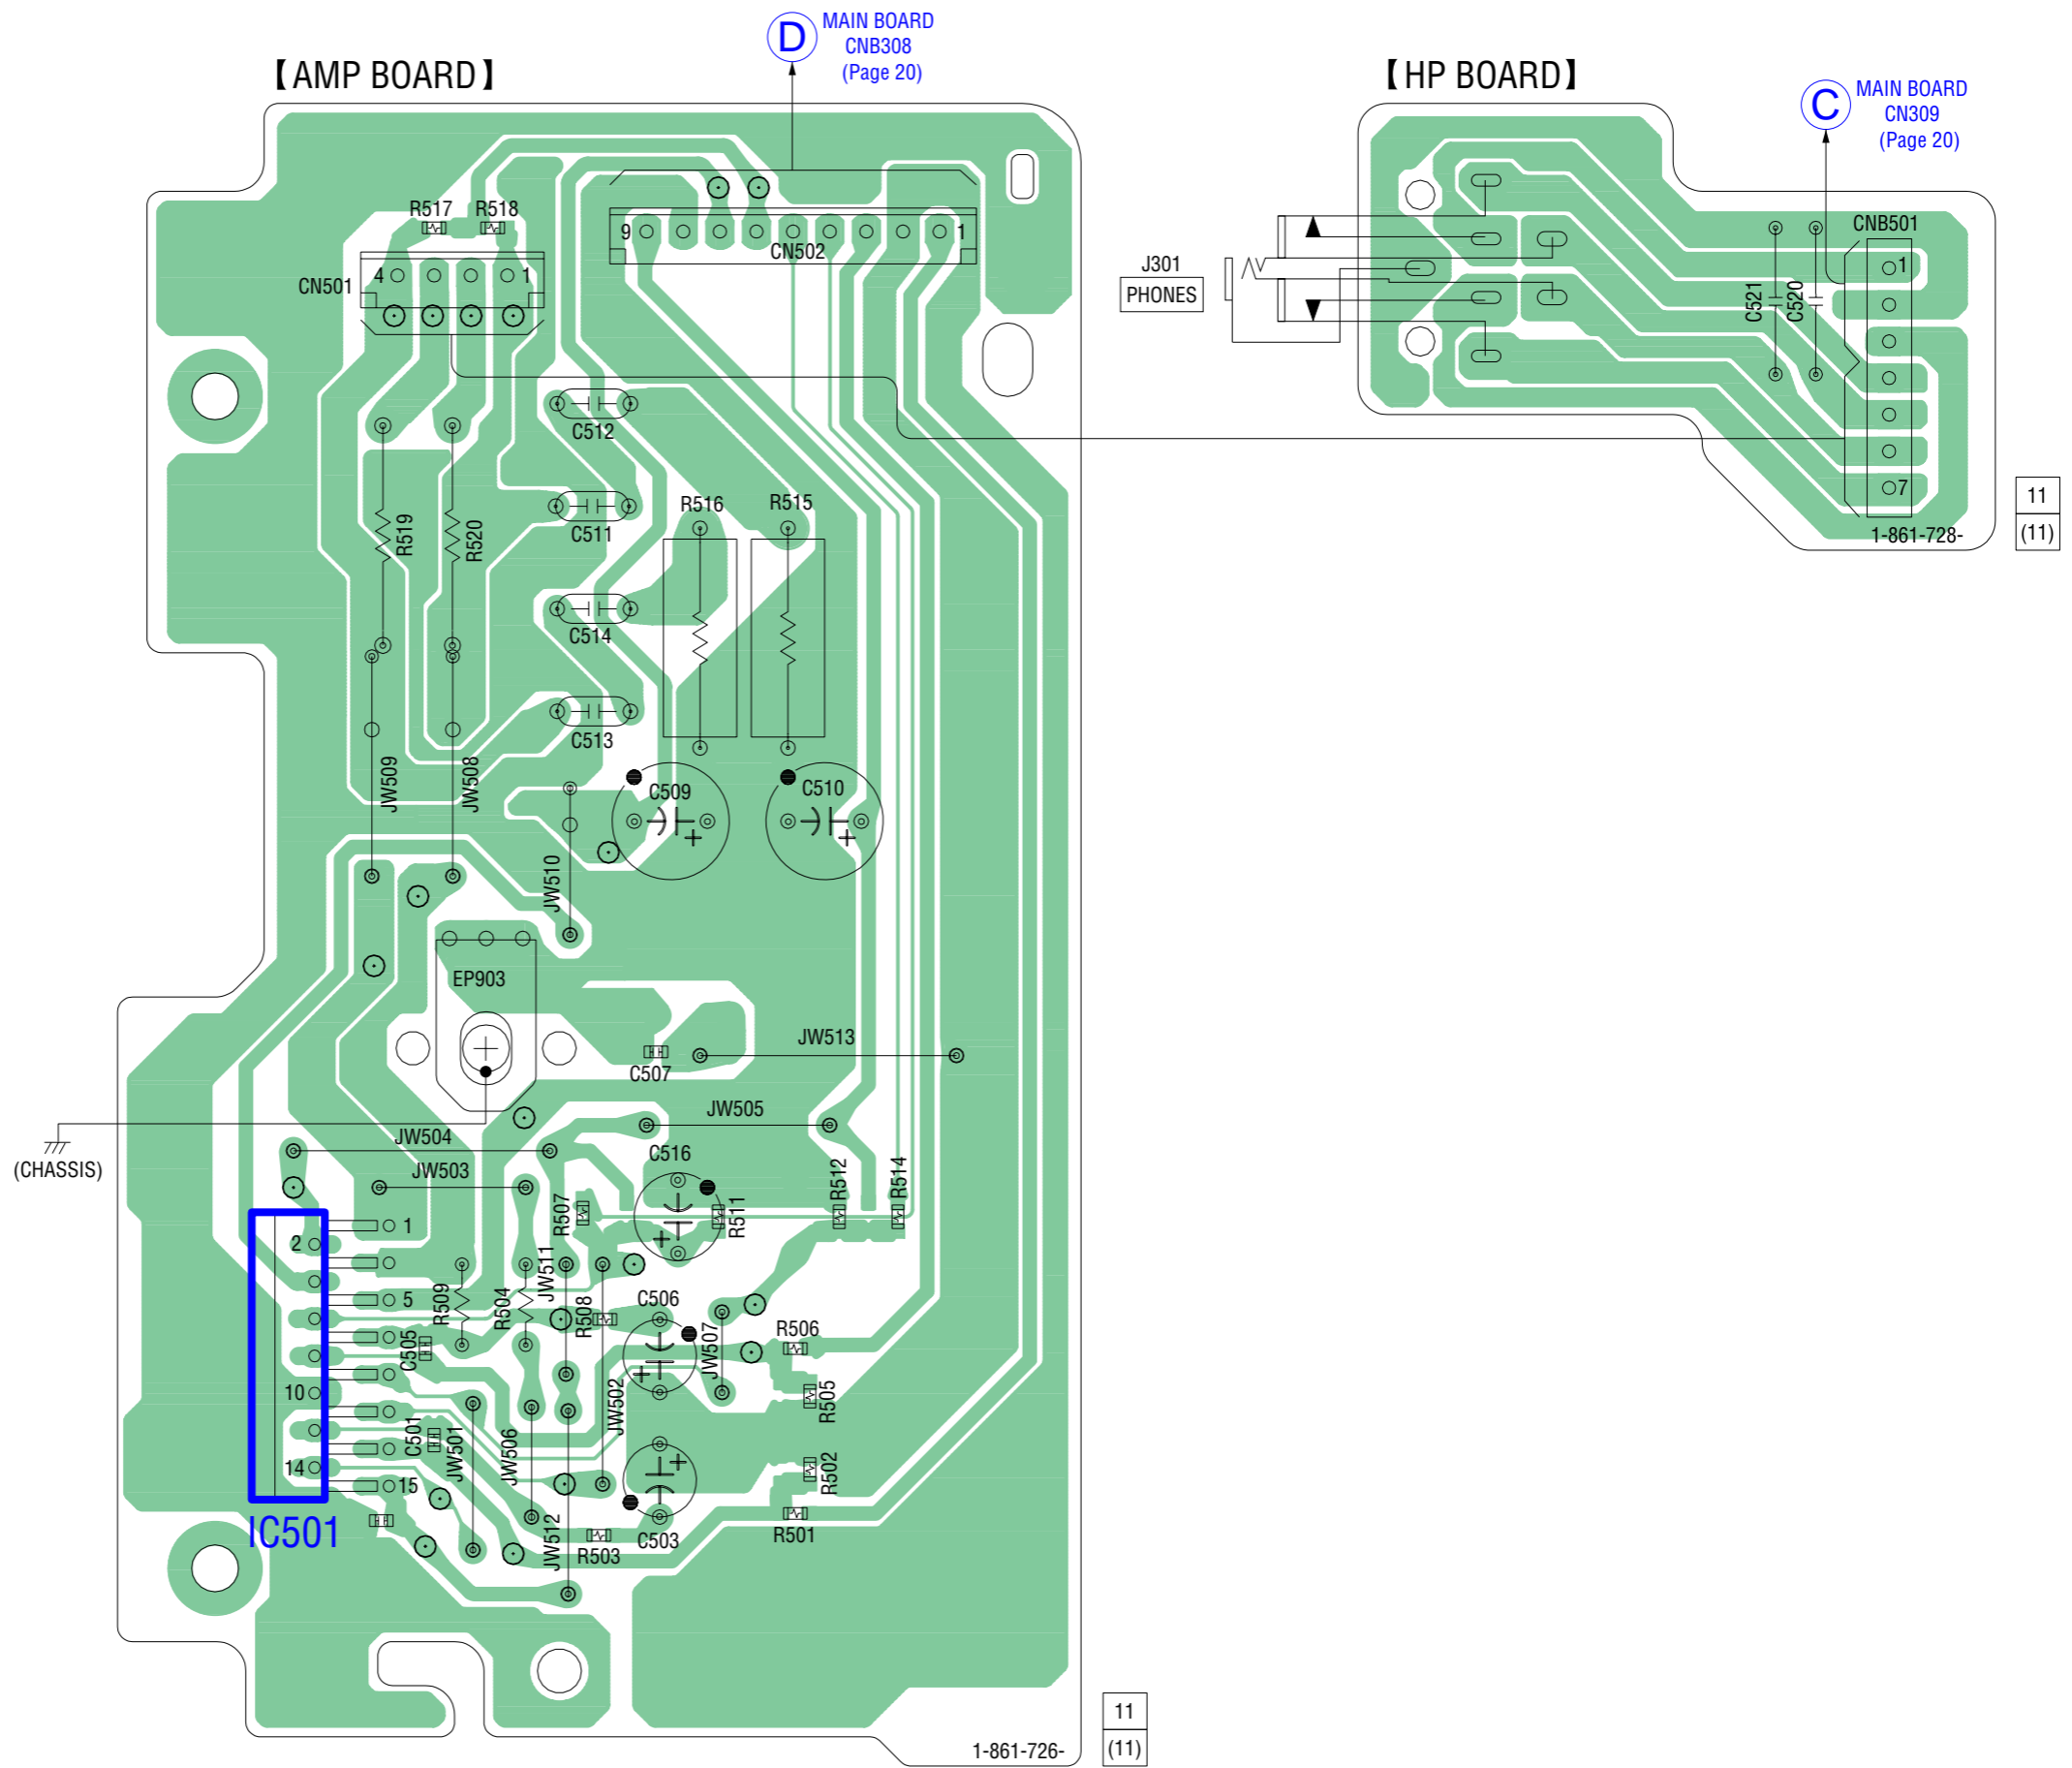 【AMP BOARD】
D
MAIN BOARD
CNB308
(Page 20)
【HP BOARD】
C
MAIN BOARD
CN309
(Page 20)
R517
R518
9
CN502
1
CN501
4
1
J301
PHONES
C521
C520
CNB501
1
7
1-861-728-
11
(11)
C512
R519
R520
C511
R516
R515
C514
C513
JW509
JW508
C509
C510
JW510
EP903
C507
JW513
JW505
(CHASSIS)
JW504
JW503
C516
R507
R511
R512
R514
1
2
5
10
14
15
IC501
R509
R504
JW511
R508
C505
C506
JW507
R506
R505
C501
JW501
JW506
JW502
R502
R501
JW512
R503
C503
1-861-726-
11
(11)